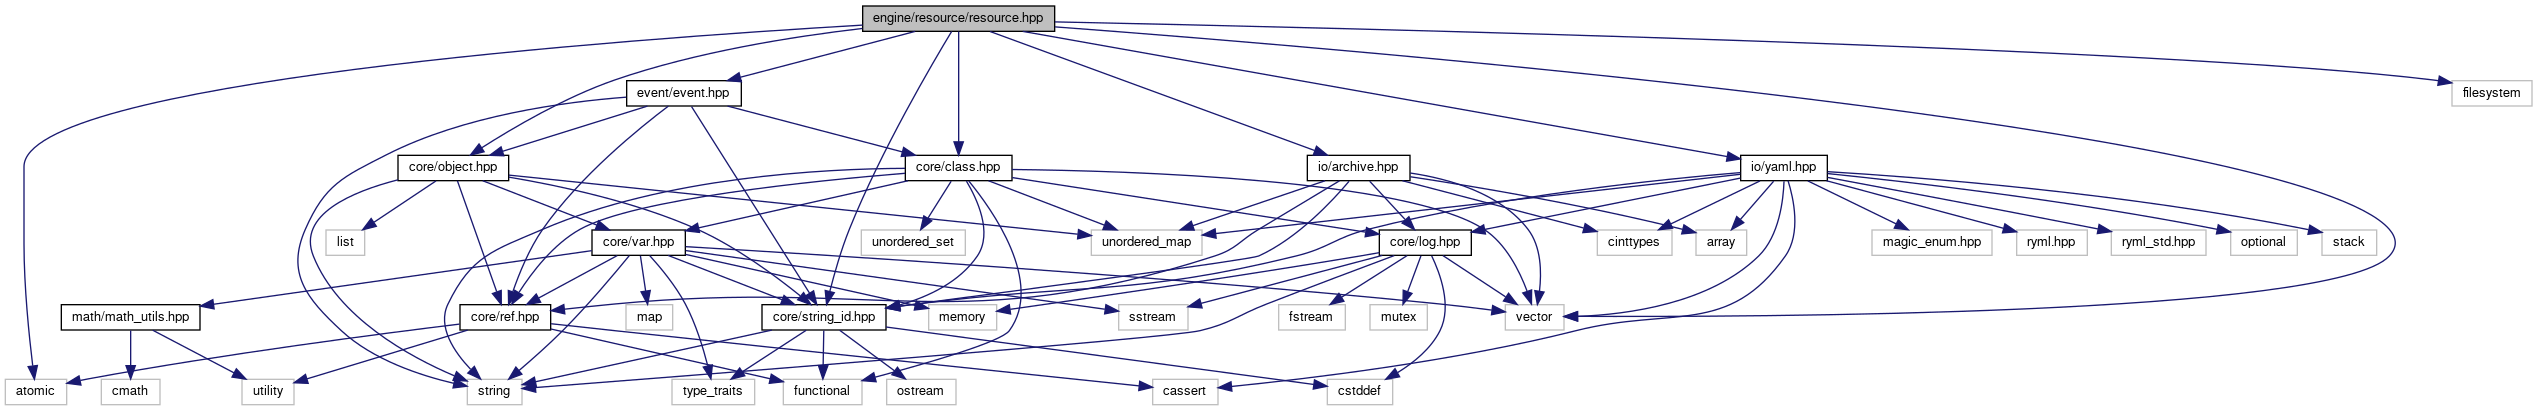 engine/resource/resource.hpp
event/event.hpp
filesystem
core/object.hpp
core/class.hpp
io/archive.hpp
io/yaml.hpp
list
core/var.hpp
unordered_set
unordered_map
core/log.hpp
cinttypes
array
magic_enum.hpp
ryml.hpp
ryml_std.hpp
optional
stack
math/math_utils.hpp
core/ref.hpp
map
core/string_id.hpp
memory
sstream
fstream
mutex
vector
atomic
cmath
utility
string
type_traits
functional
ostream
cassert
cstddef